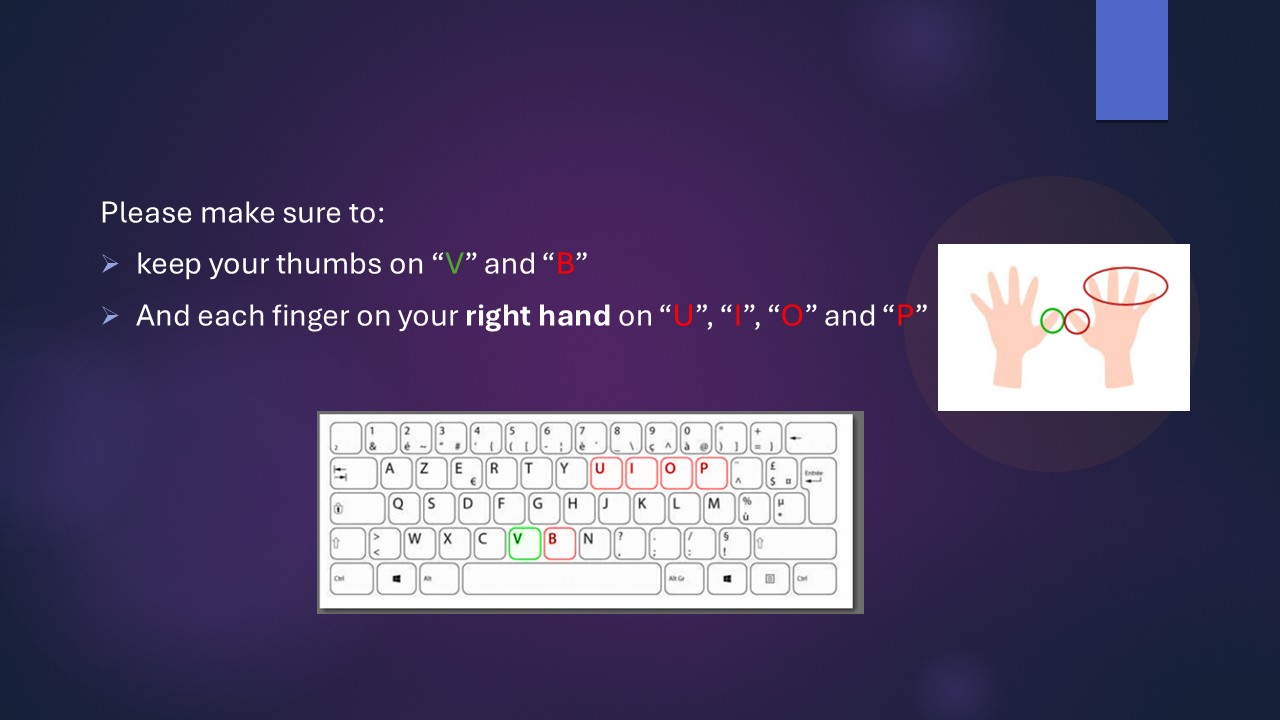 Please make sure to:
➢ keep your thumbs on “V” and “B”
➢ And each finger on your right hand on “U”, “I”, “O” and “P”
1 2 3 4 5 6 7 8 9 0 ° +
² & é ~ " # ' { ( [ - ¦ è ` _ \ ç ^ à @ ) ] = }
A Z E R T Y U I O P ¨ £ Entrée
€ ^ $ ¤
Q S D F G H J K L M % µ
ù *
> W X C V B N ? . / §
< , ; : !
Ctrl Alt Alt Gr Ctrl